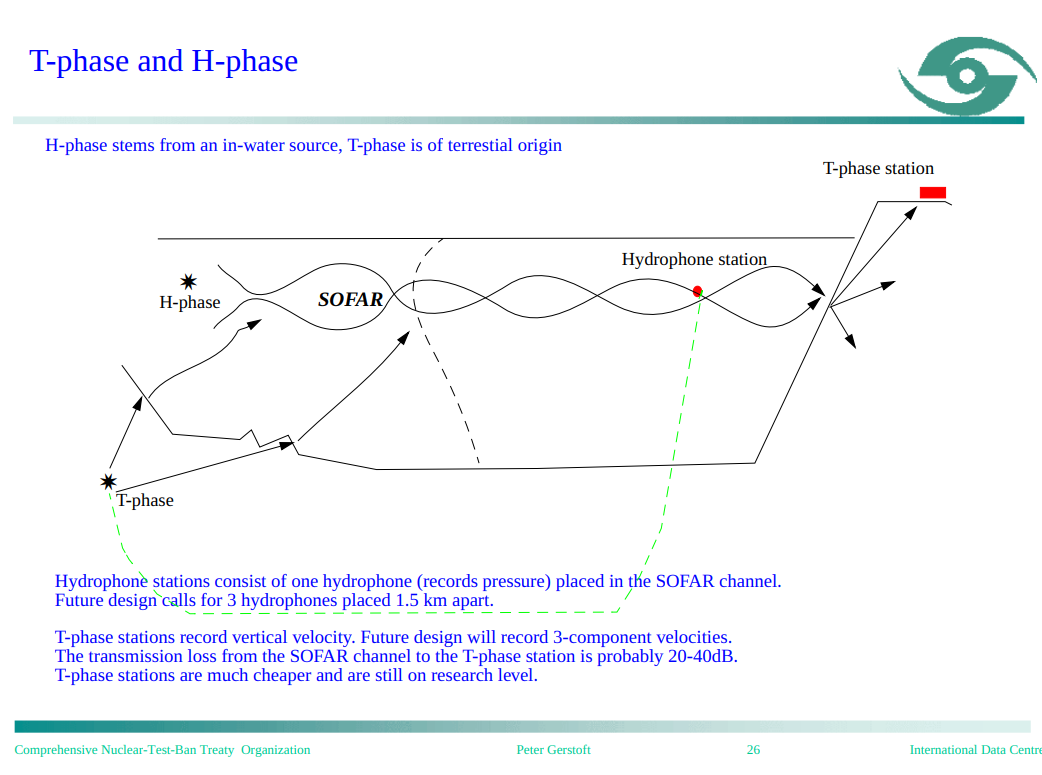 T-phase and H-phase
H-phase stems from an in-water source, T-phase is of terrestial origin
T-phase station
Hydrophone station
H-phase
SOFAR
T-phase
Hydrophone stations consist of one hydrophone (records pressure) placed in the SOFAR channel.
Future design calls for 3 hydrophones placed 1.5 km apart.
T-phase stations record vertical velocity. Future design will record 3-component velocities.
The transmission loss from the SOFAR channel to the T-phase station is probably 20-40dB.
T-phase stations are much cheaper and are still on research level.
Comprehensive Nuclear-Test-Ban Treaty Organization
Peter Gerstoft
26
International Data Centre